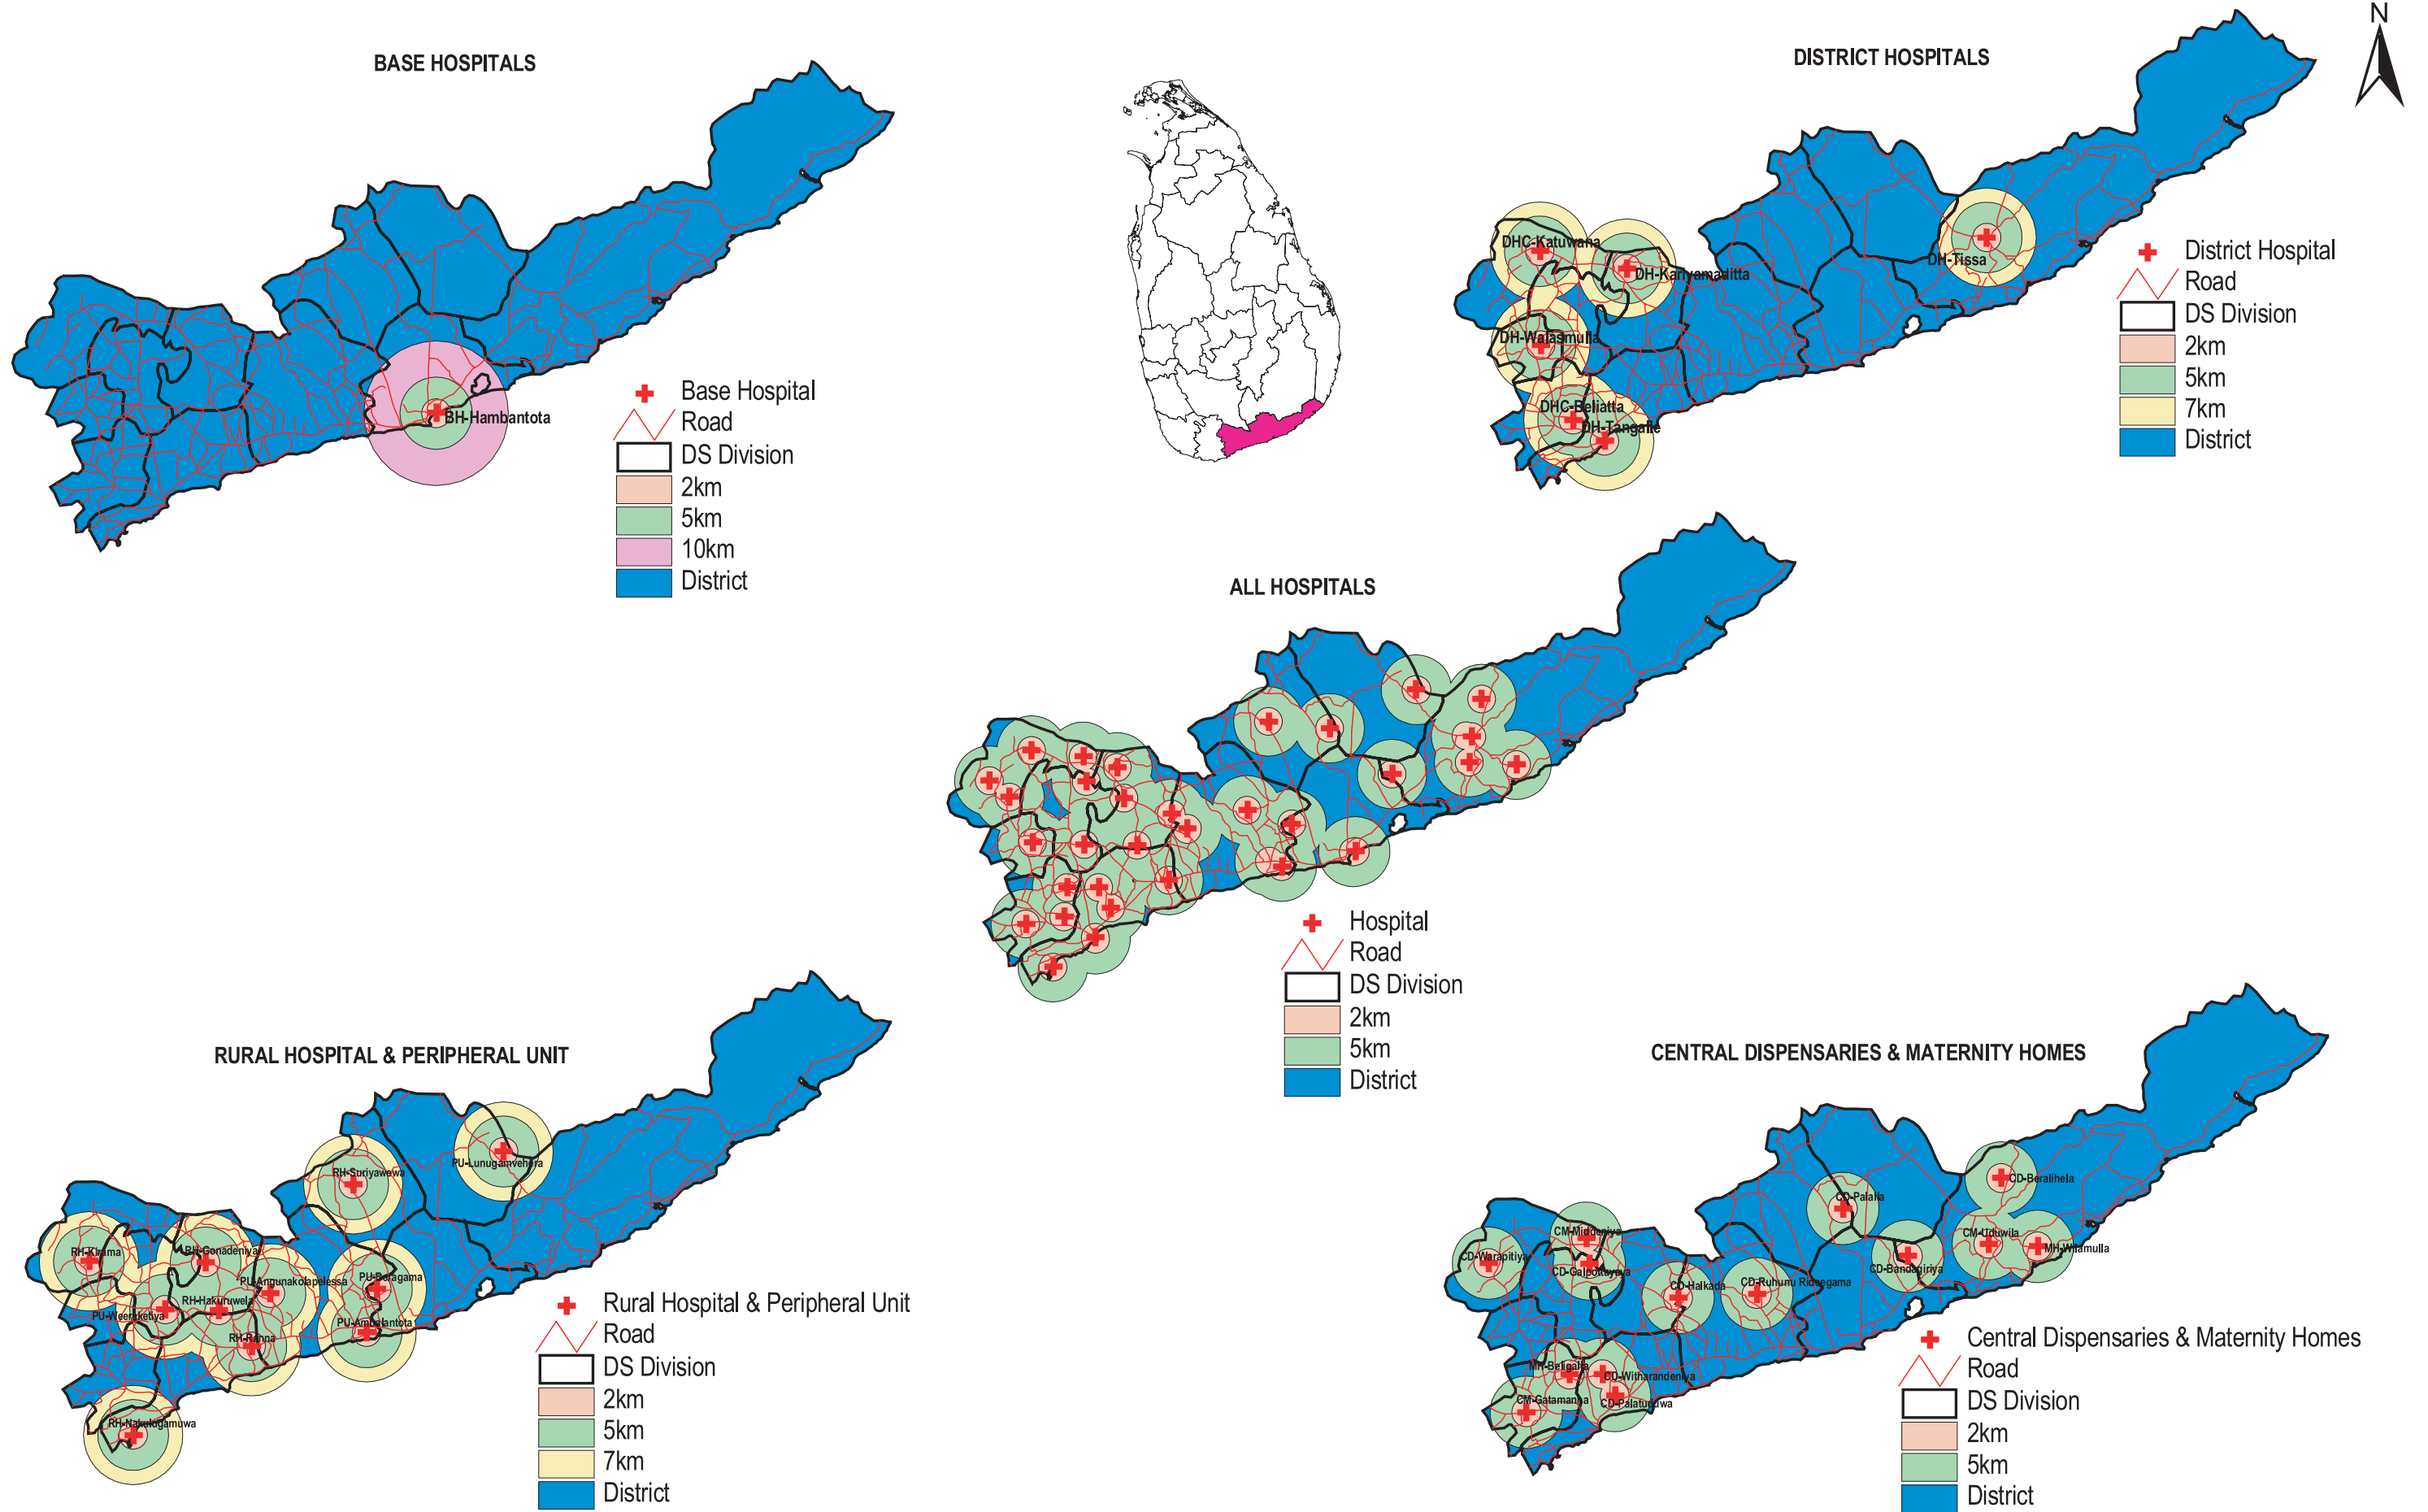 N
BASE HOSPITALS
BH-Hambantota
Base Hospital
Road
DS Division
2km
5km
10km
District
DISTRICT HOSPITALS
DHC-Katuwana
DH-Kariyamaditta
DH-Tissa
DH-Walasmulla
DHC-Beliatta
DH-Tangalle
District Hospital
Road
DS Division
2km
5km
7km
District
ALL HOSPITALS
Hospital
Road
DS Division
2km
5km
District
RURAL HOSPITAL & PERIPHERAL UNIT
PU-Lunugamvehera
RH-Suriyawewa
RH-Kirama
RH-Gonadeniya
PU-Angunakolapelessa
PU-Baragama
RH-Hakuruwela
PU-Weeraketiya
PU-Ambalantota
RH-Ranna
RH-Nakulugamuwa
Rural Hospital & Peripheral Unit
Road
DS Division
2km
5km
7km
District
CENTRAL DISPENSARIES & MATERNITY HOMES
CD-Beralihela
CD-Palalla
CM-Middeniya
CM-Uduwila
MH-Wilamulla
CD-Warapitiya
CD-Bandagiriya
CD-Halkada
CD-Ruhunu Rideegama
MH-Beligalla
CD-Witharandeniya
CM-Gatamanna
CD-Palatuduwa
Central Dispensaries & Maternity Homes
Road
DS Division
2km
5km
District